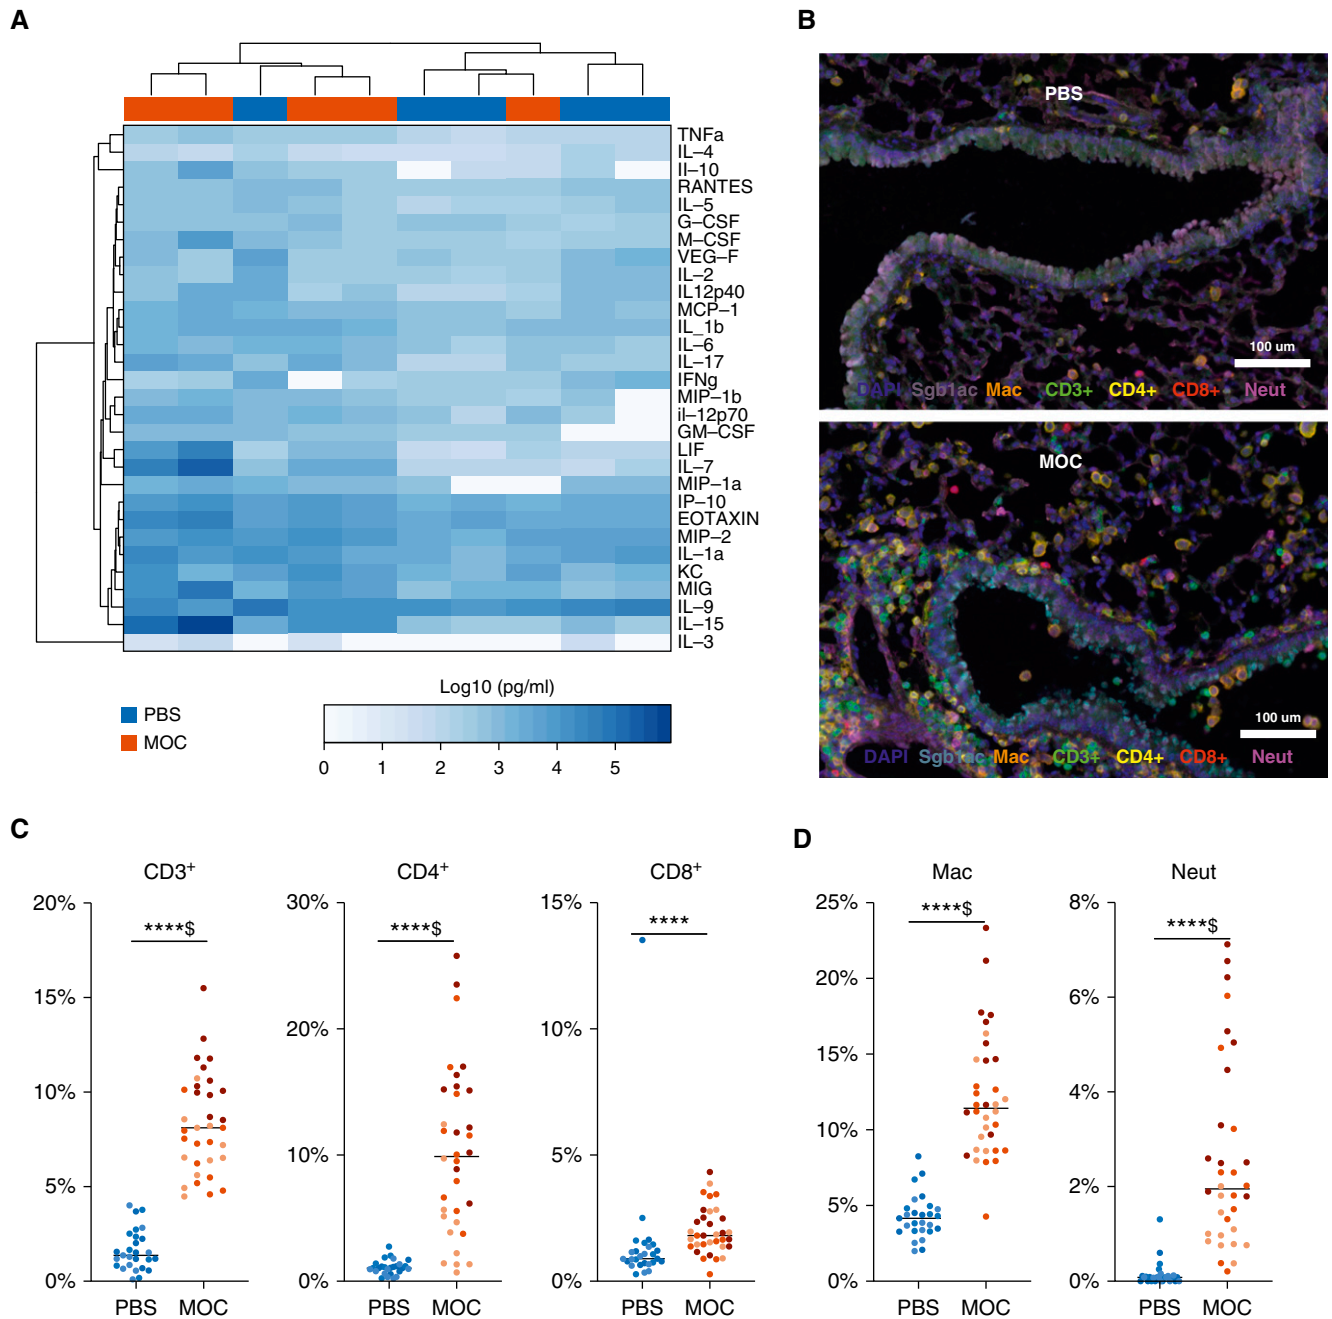 A
TNFa
IL–4
Il–10
RANTES
IL–5
G–CSF
M–CSF
VEG–F
IL–2
IL12p40
MCP–1
IL_1b
IL–6
IL–17
IFNg
MIP–1b
il–12p70
GM–CSF
LIF
IL–7
MIP–1a
IP–10
EOTAXIN
MIP–2
IL–1a
KC
MIG
IL–9
IL–15
IL–3
PBS
MOC
Log10 (pg/ml)
0 1 2 3 4 5
B
PBS
100 um
DAPI Sgb1ac Mac CD3+ CD4+ CD8+ Neut
MOC
100 um
DAPI Sgb1ac Mac CD3+ CD4+ CD8+ Neut
C
CD3+
20%
15%
10%
5%
0%
****$
PBS MOC
CD4+
30%
20%
10%
0%
****$
PBS MOC
CD8+
15%
10%
5%
0%
****
PBS MOC
D
Mac
25%
20%
15%
10%
5%
0%
****$
PBS MOC
Neut
8%
6%
4%
2%
0%
****$
PBS MOC